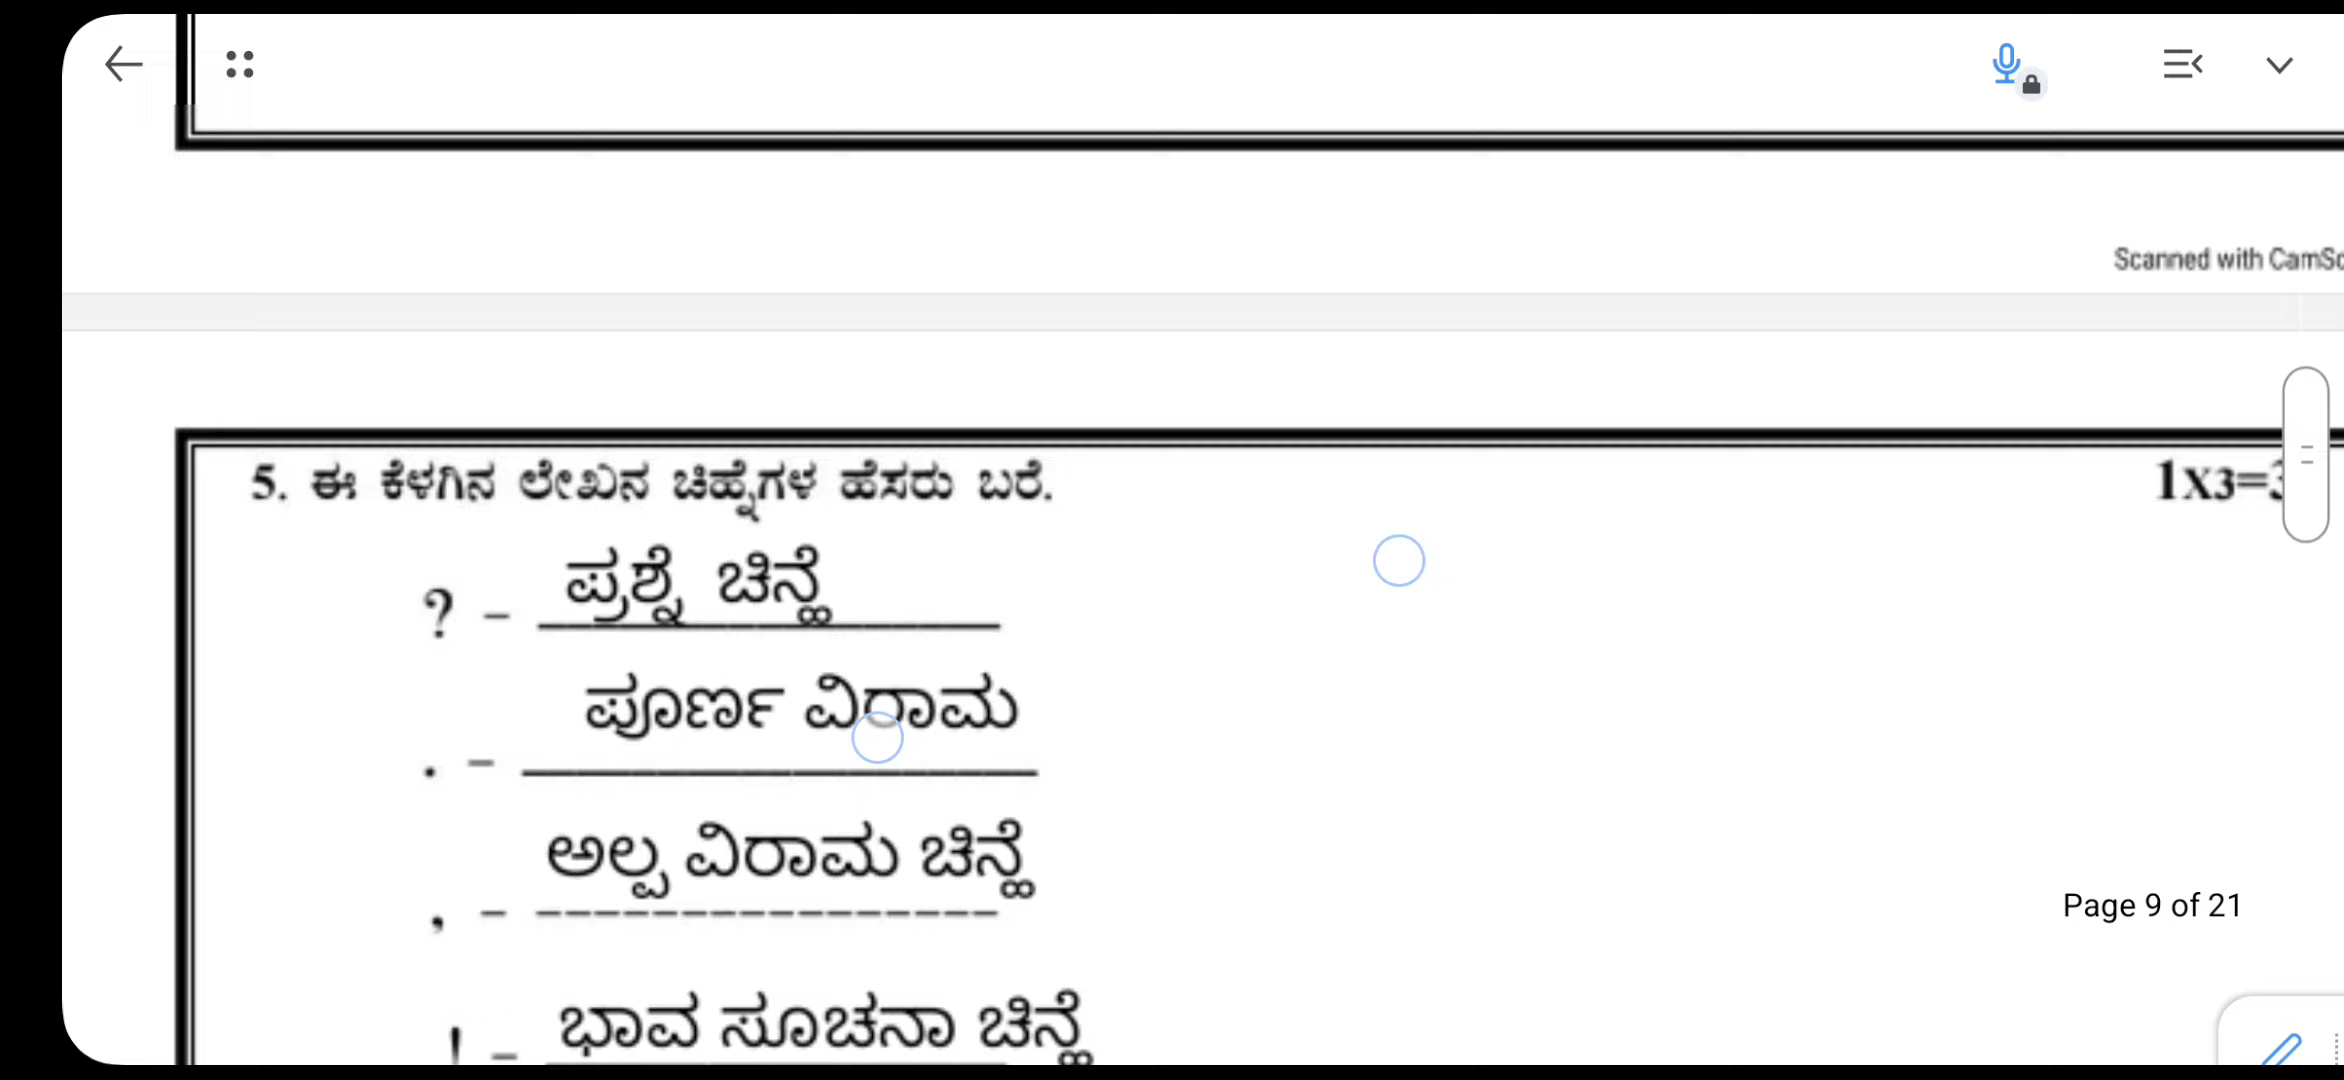 Scanned with CamSc
5. ಈ ಕೆಳಗಿನ ಲೇಖನ ಚಿಹ್ನೆಗಳ ಹೆಸರು ಬರೆ. 1x3=3
? - ಪ್ರಶ್ನೆ ಚಿನ್ಹೆ
. - ಪೂರ್ಣ ವಿರಾಮ
, - ಅಲ್ಪ ವಿರಾಮ ಚಿನ್ಹೆ
Page 9 of 21
! - ಭಾವ ಸೂಚನಾ ಚಿನ್ಹೆ